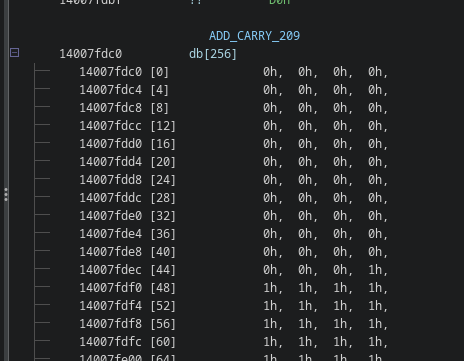 14007fdbf ?? D0h
ADD_CARRY_209
14007fdc0 db[256]
14007fdc0 [0] 0h, 0h, 0h, 0h,
14007fdc4 [4] 0h, 0h, 0h, 0h,
14007fdc8 [8] 0h, 0h, 0h, 0h,
14007fdcc [12] 0h, 0h, 0h, 0h,
14007fdd0 [16] 0h, 0h, 0h, 0h,
14007fdd4 [20] 0h, 0h, 0h, 0h,
14007fdd8 [24] 0h, 0h, 0h, 0h,
14007fddc [28] 0h, 0h, 0h, 0h,
14007fde0 [32] 0h, 0h, 0h, 0h,
14007fde4 [36] 0h, 0h, 0h, 0h,
14007fde8 [40] 0h, 0h, 0h, 0h,
14007fdec [44] 0h, 0h, 0h, 1h,
14007fdf0 [48] 1h, 1h, 1h, 1h,
14007fdf4 [52] 1h, 1h, 1h, 1h,
14007fdf8 [56] 1h, 1h, 1h, 1h,
14007fdfc [60] 1h, 1h, 1h, 1h,
14007fe00 [64] 1h, 1h, 1h, 1h,